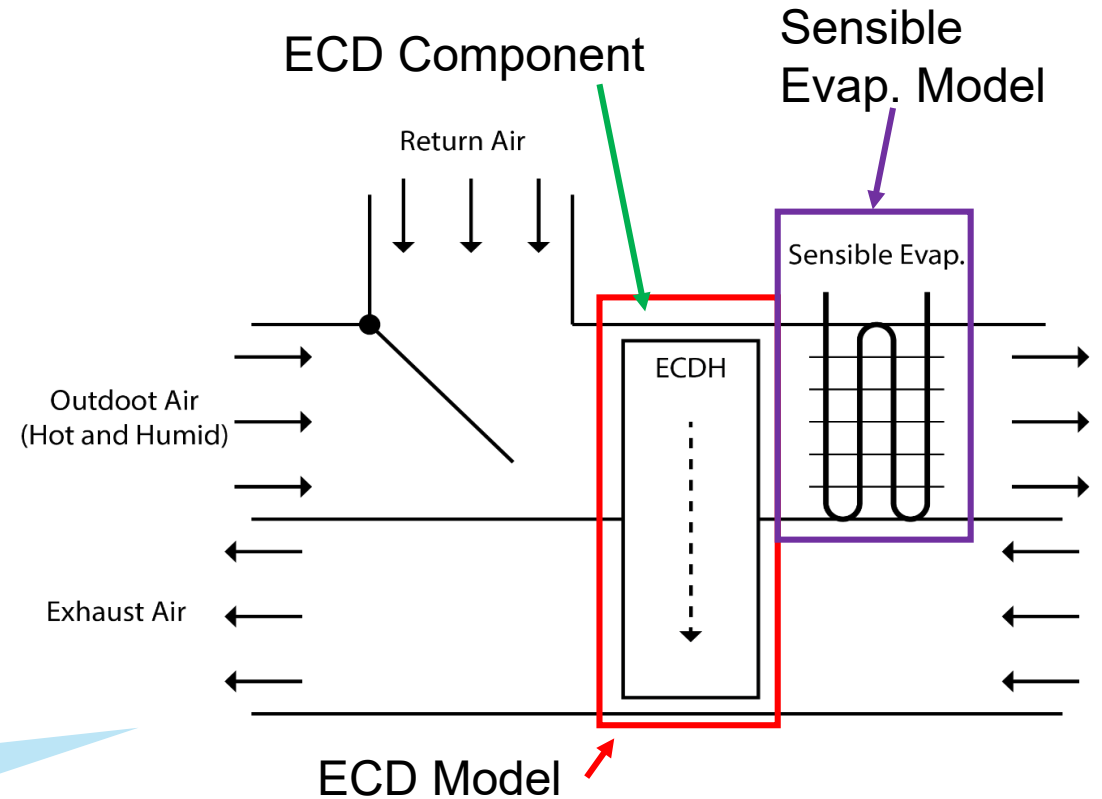 ECD Component
Sensible
Evap. Model
Return Air
Sensible Evap.
ECDH
Outdoot Air
(Hot and Humid)
Exhaust Air
ECD Model